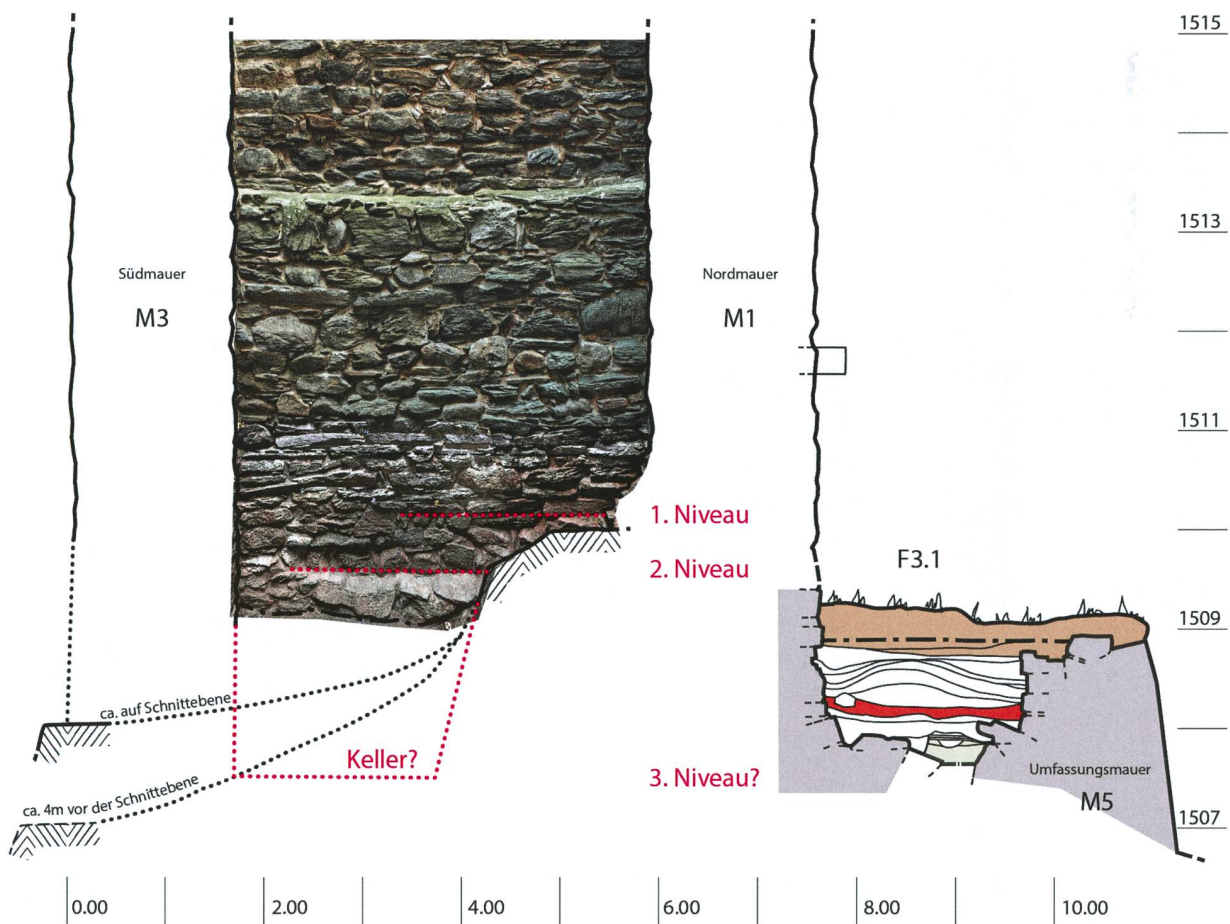 1515
1513
Südmauer
M3
Nordmauer
M1
1511
1. Niveau
2. Niveau
F3.1
1509
ca. auf Schnittebene
Keller?
3. Niveau?
ca. 4m vor der Schnittebene
Umfassungsmauer
M5
1507
0.00
2.00
4.00
6.00
8.00
10.00